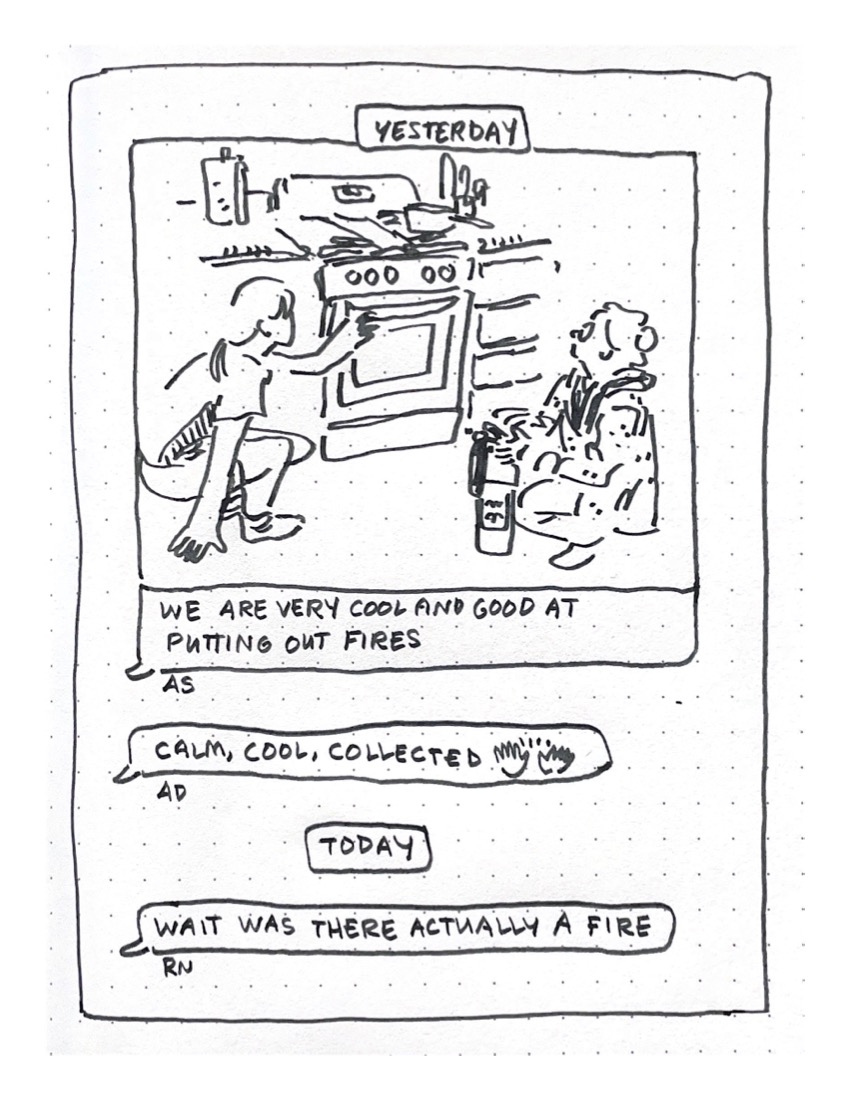 YESTERDAY
WE ARE VERY COOL AND GOOD AT
PUTTING OUT FIRES
AS
CALM, COOL, COLLECTED
AD
TODAY
WAIT WAS THERE ACTUALLY A FIRE
RN